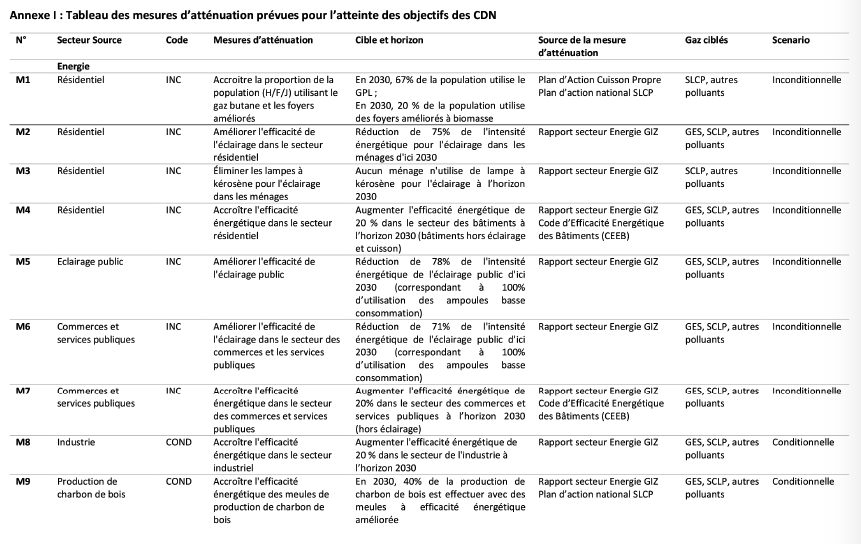 Annexe I : Tableau des mesures d'atténuation prévues pour l'atteinte des objectifs des CDN
N° Secteur Source Code Mesures d'atténuation Cible et horizon Source de la mesure d'atténuation Gaz ciblés Scenario
Energie
M1 Résidentiel INC Accroitre la proportion de la population (H/F/J) utilisant le gaz butane et les foyers améliorés En 2030, 67% de la population utilise le GPL ; En 2030, 20 % de la population utilise des foyers améliorés à biomasse Plan d'Action Cuisson Propre Plan d'action national SLCP SLCP, autres polluants Inconditionnelle
M2 Résidentiel INC Améliorer l'efficacité de l'éclairage dans le secteur résidentiel Réduction de 75% de l'intensité énergétique pour l'éclairage dans les ménages d'ici 2030 Rapport secteur Energie GIZ GES, SCLP, autres polluants Inconditionnelle
M3 Résidentiel INC Éliminer les lampes à kérosène pour l'éclairage dans les ménages Aucun ménage n'utilise de lampe à kérosène pour l'éclairage à l'horizon 2030 Rapport secteur Energie GIZ SCLP, autres polluants Inconditionnelle
M4 Résidentiel INC Accroître l'efficacité énergétique dans le secteur résidentiel Augmenter l'efficacité énergétique de 20 % dans le secteur des bâtiments à l'horizon 2030 (bâtiments hors éclairage et cuisson) Rapport secteur Energie GIZ Code d'Efficacité Energétique des Bâtiments (CEEB) GES, SCLP, autres polluants Inconditionnelle
M5 Eclairage public INC Améliorer l'efficacité de l'éclairage public Réduction de 78% de l'intensité énergétique de l'éclairage public d'ici 2030 (correspondant à 100% d'utilisation des ampoules basse consommation) Rapport secteur Energie GIZ GES, SCLP, autres polluants Inconditionnelle
M6 Commerces et services publiques INC Améliorer l'efficacité de l'éclairage dans le secteur des commerces et les services publiques Réduction de 71% de l'intensité énergétique de l'éclairage public d'ici 2030 (correspondant à 100% d'utilisation des ampoules basse consommation) Rapport secteur Energie GIZ GES, SCLP, autres polluants Inconditionnelle
M7 Commerces et services publiques INC Accroître l'efficacité énergétique dans le secteur des commerces et services publiques Augmenter l'efficacité énergétique de 20% dans le secteur des commerces et services publiques à l'horizon 2030 (hors éclairage) Rapport secteur Energie GIZ Code d'Efficacité Energétique des Bâtiments (CEEB) GES, SCLP, autres polluants Inconditionnelle
M8 Industrie COND Accroître l'efficacité énergétique dans le secteur industriel Augmenter l'efficacité énergétique de 20 % dans le secteur de l'industrie à l'horizon 2030 Rapport secteur Energie GIZ GES, SCLP, autres polluants Conditionnelle
M9 Production de charbon de bois COND Accroître l'efficacité énergétique des meules de production de charbon de bois En 2030, 40% de la production de charbon de bois est effectuer avec des meules à efficacité énergétique améliorée Rapport secteur Energie GIZ Plan d'action national SLCP GES, SCLP, autres polluants Conditionnelle